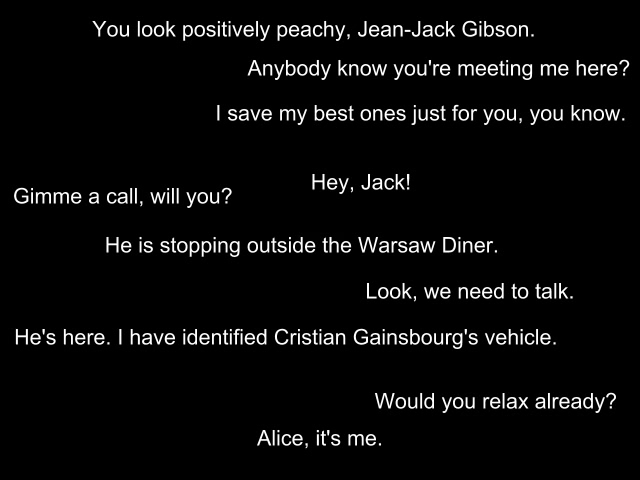 You look positively peachy, Jean-Jack Gibson.
Anybody know you're meeting me here?
I save my best ones just for you, you know.
Hey, Jack!
Gimme a call, will you?
He is stopping outside the Warsaw Diner.
Look, we need to talk.
He's here. I have identified Cristian Gainsbourg's vehicle.
Would you relax already?
Alice, it's me.